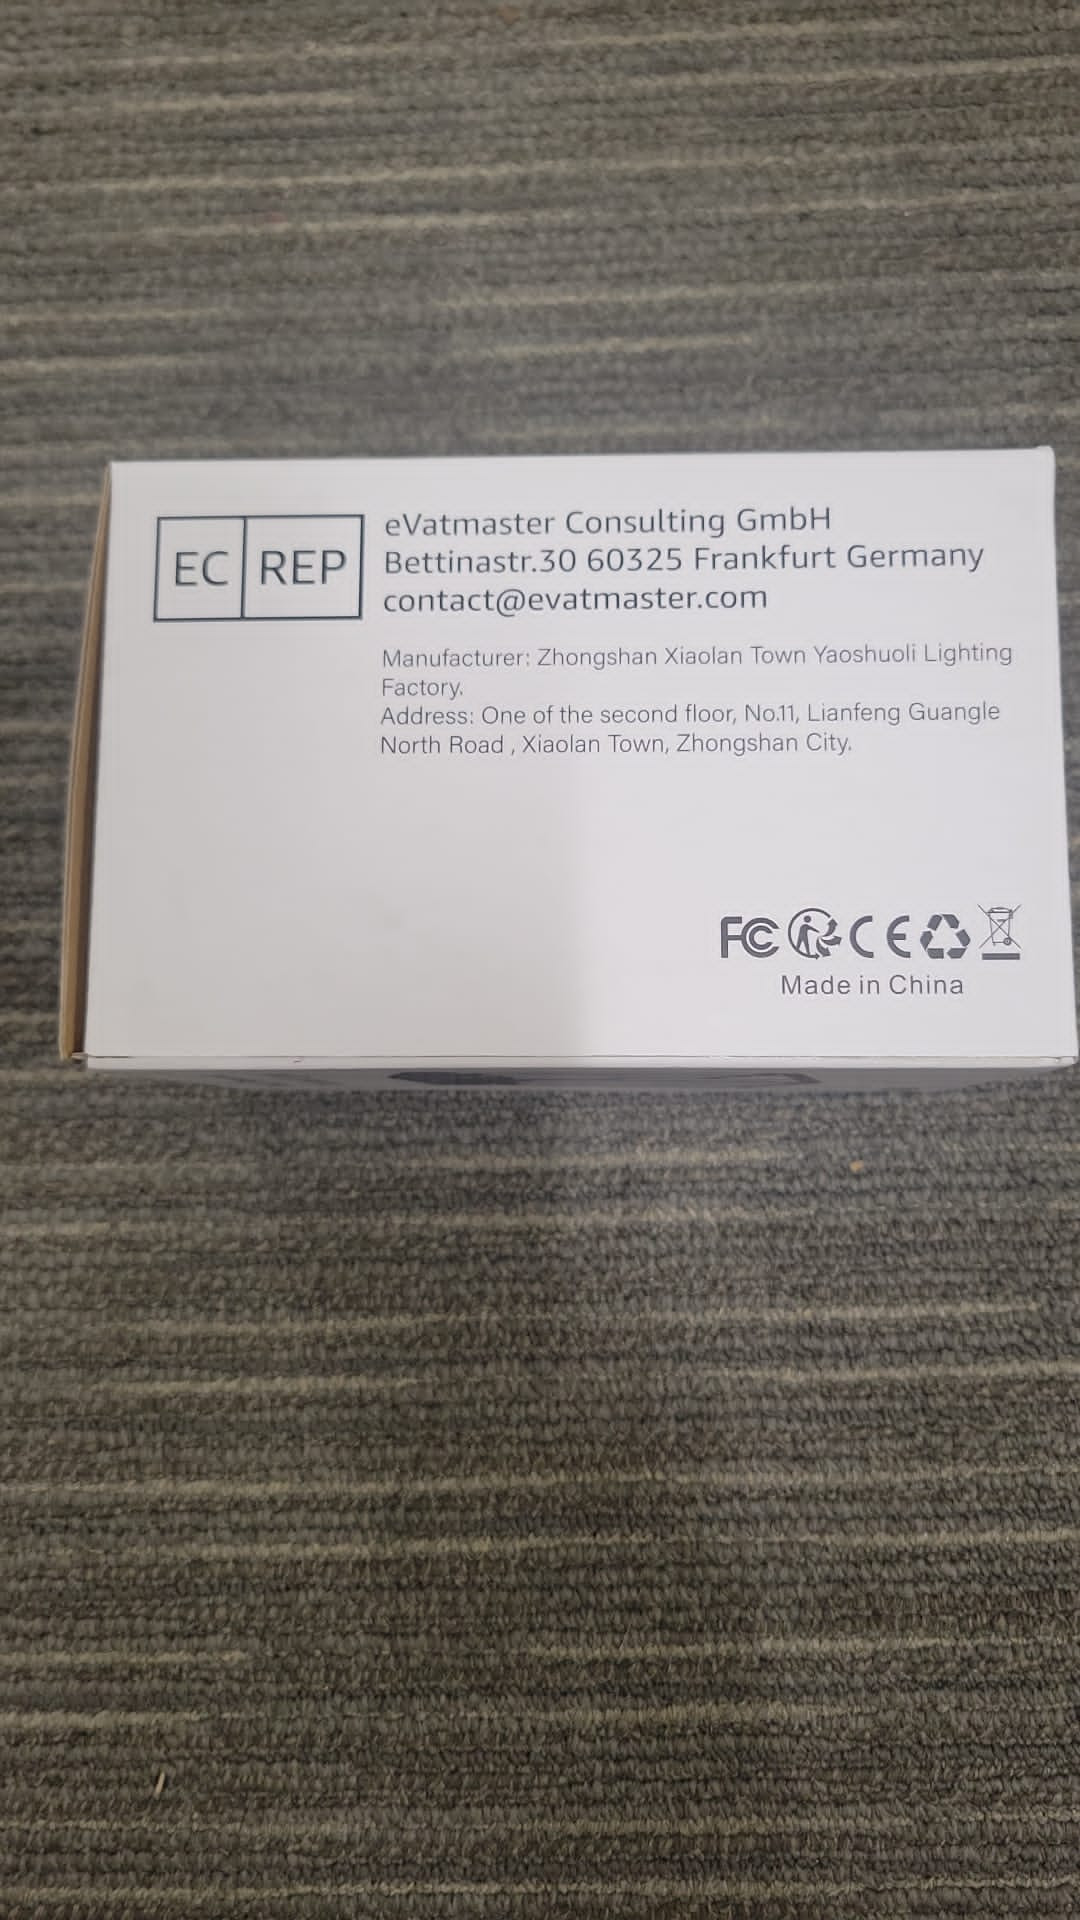 EC REP
eVatmaster Consulting GmbH
Bettinastr.30 60325 Frankfurt Germany
contact@evatmaster.com
Manufacturer: Zhongshan Xiaolan Town Yaoshuoli Lighting
Factory.
Address: One of the second floor, No.11, Lianfeng Guangle
North Road , Xiaolan Town, Zhongshan City.
FC CE
Made in China